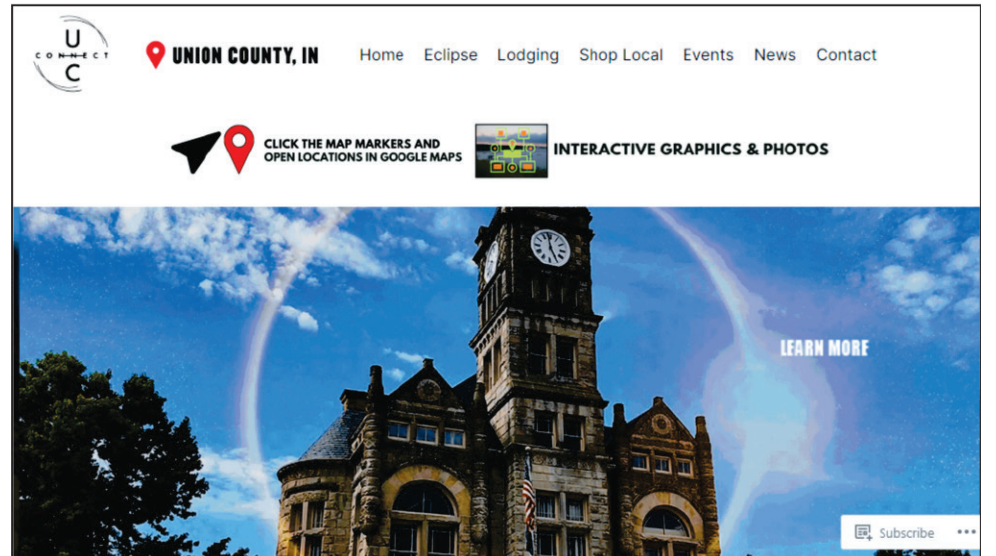 U
CONNECT
C
UNION COUNTY, IN
Home Eclipse Lodging Shop Local Events News Contact
CLICK THE MAP MARKERS AND
OPEN LOCATIONS IN GOOGLE MAPS
INTERACTIVE GRAPHICS & PHOTOS
LEARN MORE
Subscribe